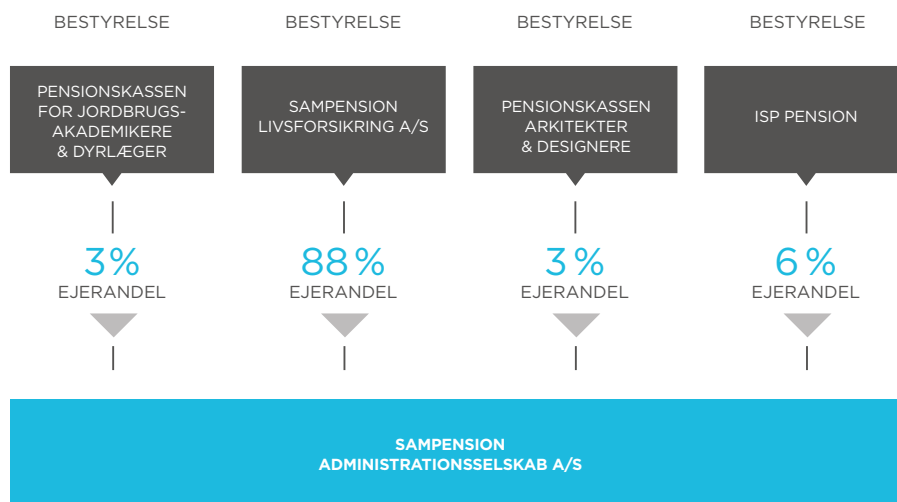 BESTYRELSE
PENSIONSKASSEN
FOR JORDBRUGS-
AKADEMIKERE
& DYRLÆGER
3 %
EJERANDEL
BESTYRELSE
SAMPENSION
LIVSFORSIKRING A/S
88 %
EJERANDEL
BESTYRELSE
PENSIONSKASSEN
ARKITEKTER
& DESIGNERE
3 %
EJERANDEL
BESTYRELSE
ISP PENSION
6 %
EJERANDEL
SAMPENSION
ADMINISTRATIONSSELSKAB A/S